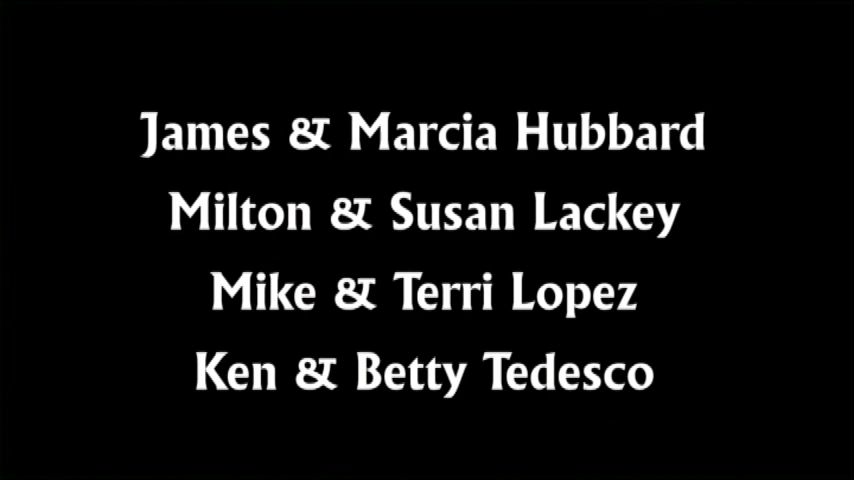 James & Marcia Hubbard
Milton & Susan Lackey
Mike & Terri Lopez
Ken & Betty Tedesco